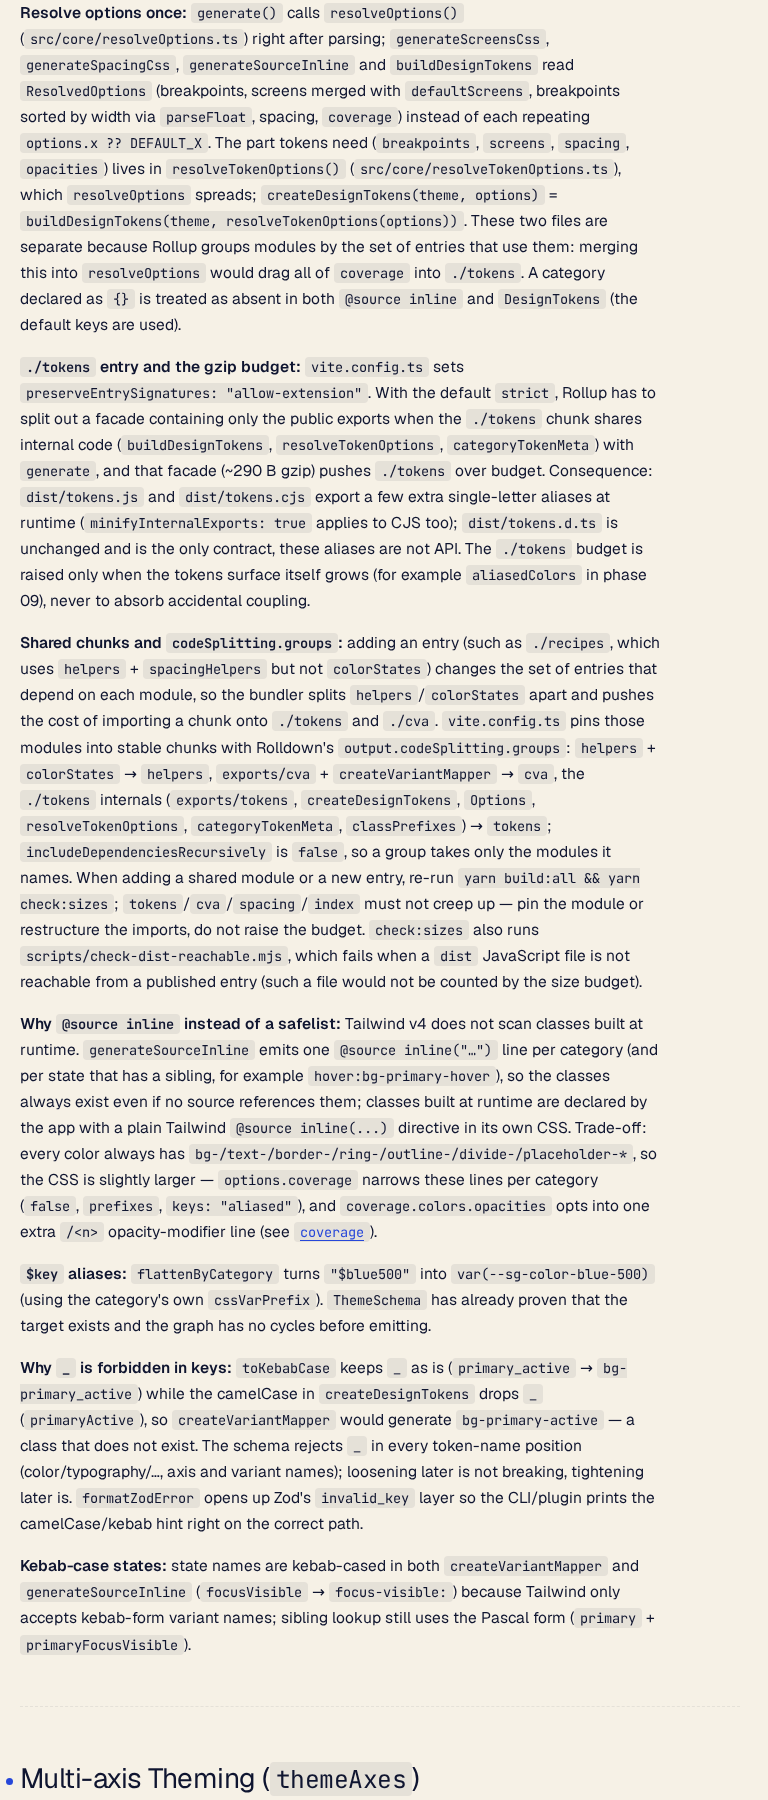 Resolve options once: generate() calls resolveOptions()
(src/core/resolveOptions.ts) right after parsing; generateScreensCss,
generateSpacingCss, generateSourceInline and buildDesignTokens read
ResolvedOptions (breakpoints, screens merged with defaultScreens, breakpoints
sorted by width via parseFloat, spacing, coverage) instead of each repeating
options.x ?? DEFAULT_X. The part tokens need (breakpoints, screens, spacing,
opacities) lives in resolveTokenOptions() (src/core/resolveTokenOptions.ts),
which resolveOptions spreads; createDesignTokens(theme, options) =
buildDesignTokens(theme, resolveTokenOptions(options)). These two files are
separate because Rollup groups modules by the set of entries that use them: merging
this into resolveOptions would drag all of coverage into ./tokens. A category
declared as {} is treated as absent in both @source inline and DesignTokens (the
default keys are used).
./tokens entry and the gzip budget: vite.config.ts sets
preserveEntrySignatures: "allow-extension". With the default strict, Rollup has to
split out a facade containing only the public exports when the ./tokens chunk shares
internal code (buildDesignTokens, resolveTokenOptions, categoryTokenMeta) with
generate, and that facade (~290 B gzip) pushes ./tokens over budget. Consequence:
dist/tokens.js and dist/tokens.cjs export a few extra single-letter aliases at
runtime (minifyInternalExports: true applies to CJS too); dist/tokens.d.ts is
unchanged and is the only contract, these aliases are not API. The ./tokens budget is
raised only when the tokens surface itself grows (for example aliasedColors in phase
09), never to absorb accidental coupling.
Shared chunks and codeSplitting.groups: adding an entry (such as ./recipes, which
uses helpers + spacingHelpers but not colorStates) changes the set of entries that
depend on each module, so the bundler splits helpers/colorStates apart and pushes
the cost of importing a chunk onto ./tokens and ./cva. vite.config.ts pins those
modules into stable chunks with Rolldown's output.codeSplitting.groups: helpers +
colorStates → helpers, exports/cva + createVariantMapper → cva, the
./tokens internals (exports/tokens, createDesignTokens, Options,
resolveTokenOptions, categoryTokenMeta, classPrefixes) → tokens;
includeDependenciesRecursively is false, so a group takes only the modules it
names. When adding a shared module or a new entry, re-run yarn build:all && yarn
check:sizes; tokens/cva/spacing/index must not creep up — pin the module or
restructure the imports, do not raise the budget. check:sizes also runs
scripts/check-dist-reachable.mjs, which fails when a dist JavaScript file is not
reachable from a published entry (such a file would not be counted by the size budget).
Why @source inline instead of a safelist: Tailwind v4 does not scan classes built at
runtime. generateSourceInline emits one @source inline("…") line per category (and
per state that has a sibling, for example hover:bg-primary-hover), so the classes
always exist even if no source references them; classes built at runtime are declared by
the app with a plain Tailwind @source inline(...) directive in its own CSS. Trade-off:
every color always has bg-/text-/border-/ring-/outline-/divide-/placeholder-*, so
the CSS is slightly larger — options.coverage narrows these lines per category
(false, prefixes, keys: "aliased"), and coverage.colors.opacities opts into one
extra /<n> opacity-modifier line (see coverage).
$key aliases: flattenByCategory turns "$blue500" into var(--sg-color-blue-500)
(using the category's own cssVarPrefix). ThemeSchema has already proven that the
target exists and the graph has no cycles before emitting.
Why _ is forbidden in keys: toKebabCase keeps _ as is (primary_active → bg-
primary_active) while the camelCase in createDesignTokens drops _
(primaryActive), so createVariantMapper would generate bg-primary-active — a
class that does not exist. The schema rejects _ in every token-name position
(color/typography/…, axis and variant names); loosening later is not breaking, tightening
later is. formatZodError opens up Zod's invalid_key layer so the CLI/plugin prints the
camelCase/kebab hint right on the correct path.
Kebab-case states: state names are kebab-cased in both createVariantMapper and
generateSourceInline (focusVisible → focus-visible:) because Tailwind only
accepts kebab-form variant names; sibling lookup still uses the Pascal form (primary +
primaryFocusVisible).
Multi-axis Theming (themeAxes)